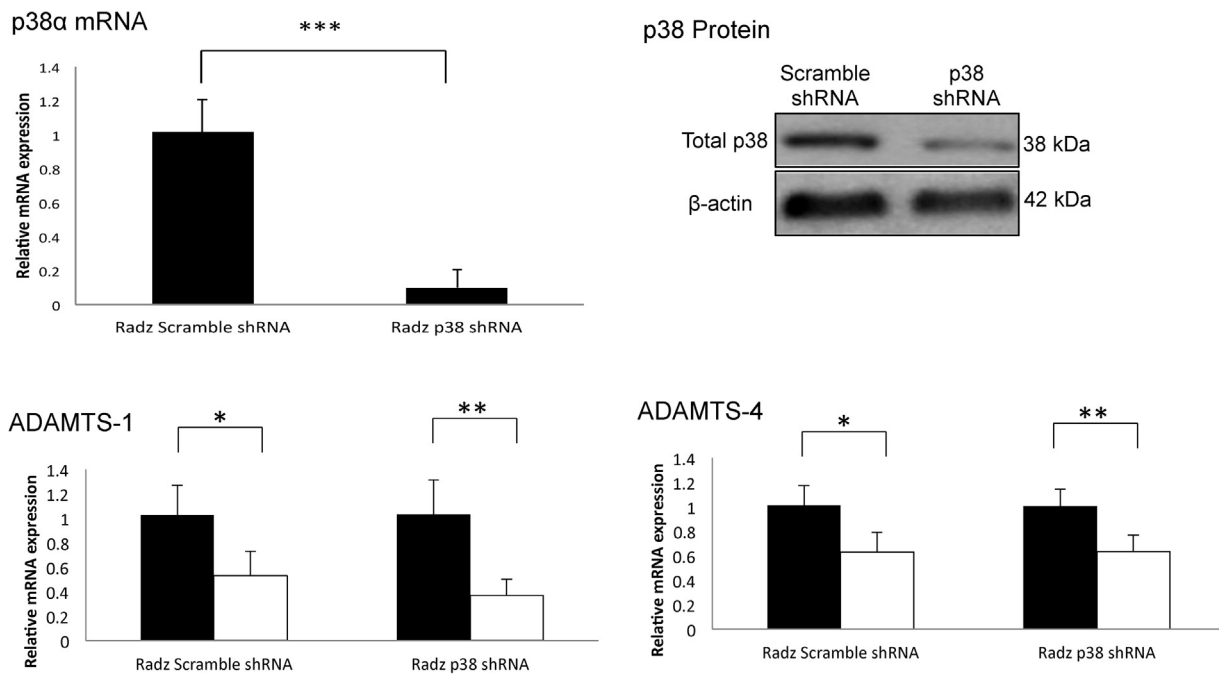 p38α mRNA
***
1.4
1.2
1
0.8
0.6
0.4
0.2
0
Relative mRNA expression
Radz Scramble shRNA Radz p38 shRNA
p38 Protein
Scramble shRNA
p38 shRNA
Total p38 38 kDa
β-actin 42 kDa
ADAMTS-1
* **
1.4
1.2
1
0.8
0.6
0.4
0.2
0
Relative mRNA expression
Radz Scramble shRNA Radz p38 shRNA
ADAMTS-4
* **
1.4
1.2
1
0.8
0.6
0.4
0.2
0
Relative mRNA expression
Radz Scramble shRNA Radz p38 shRNA